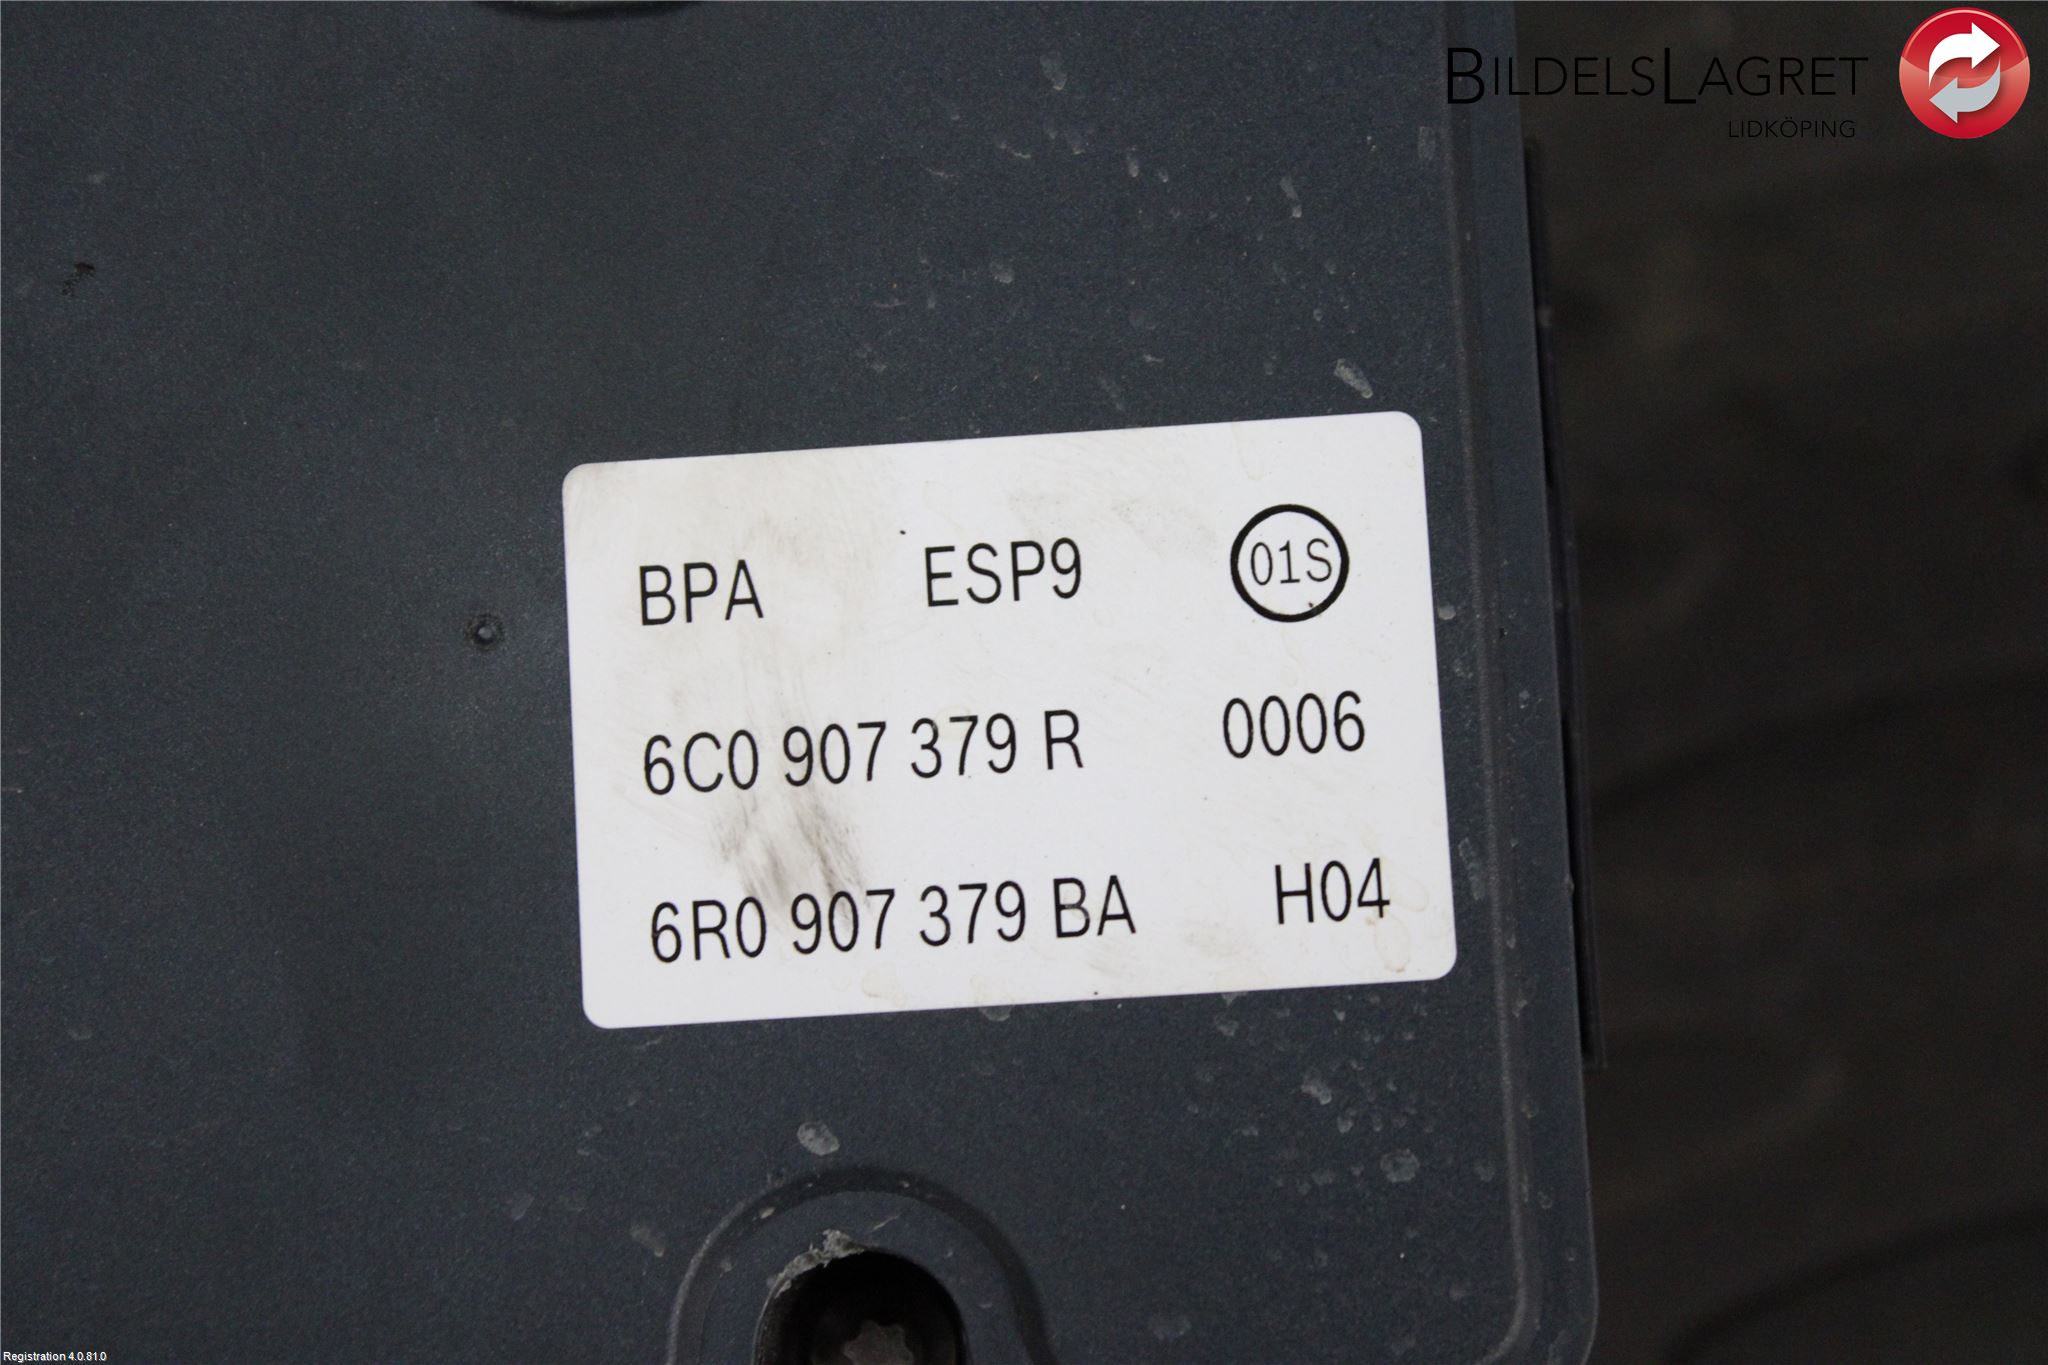 BILDELSLAGRET
LIDKÖPING
BPA ESP9 01S
6C0 907 379 R 0006
6R0 907 379 BA H04
Registration 4.0.81.0